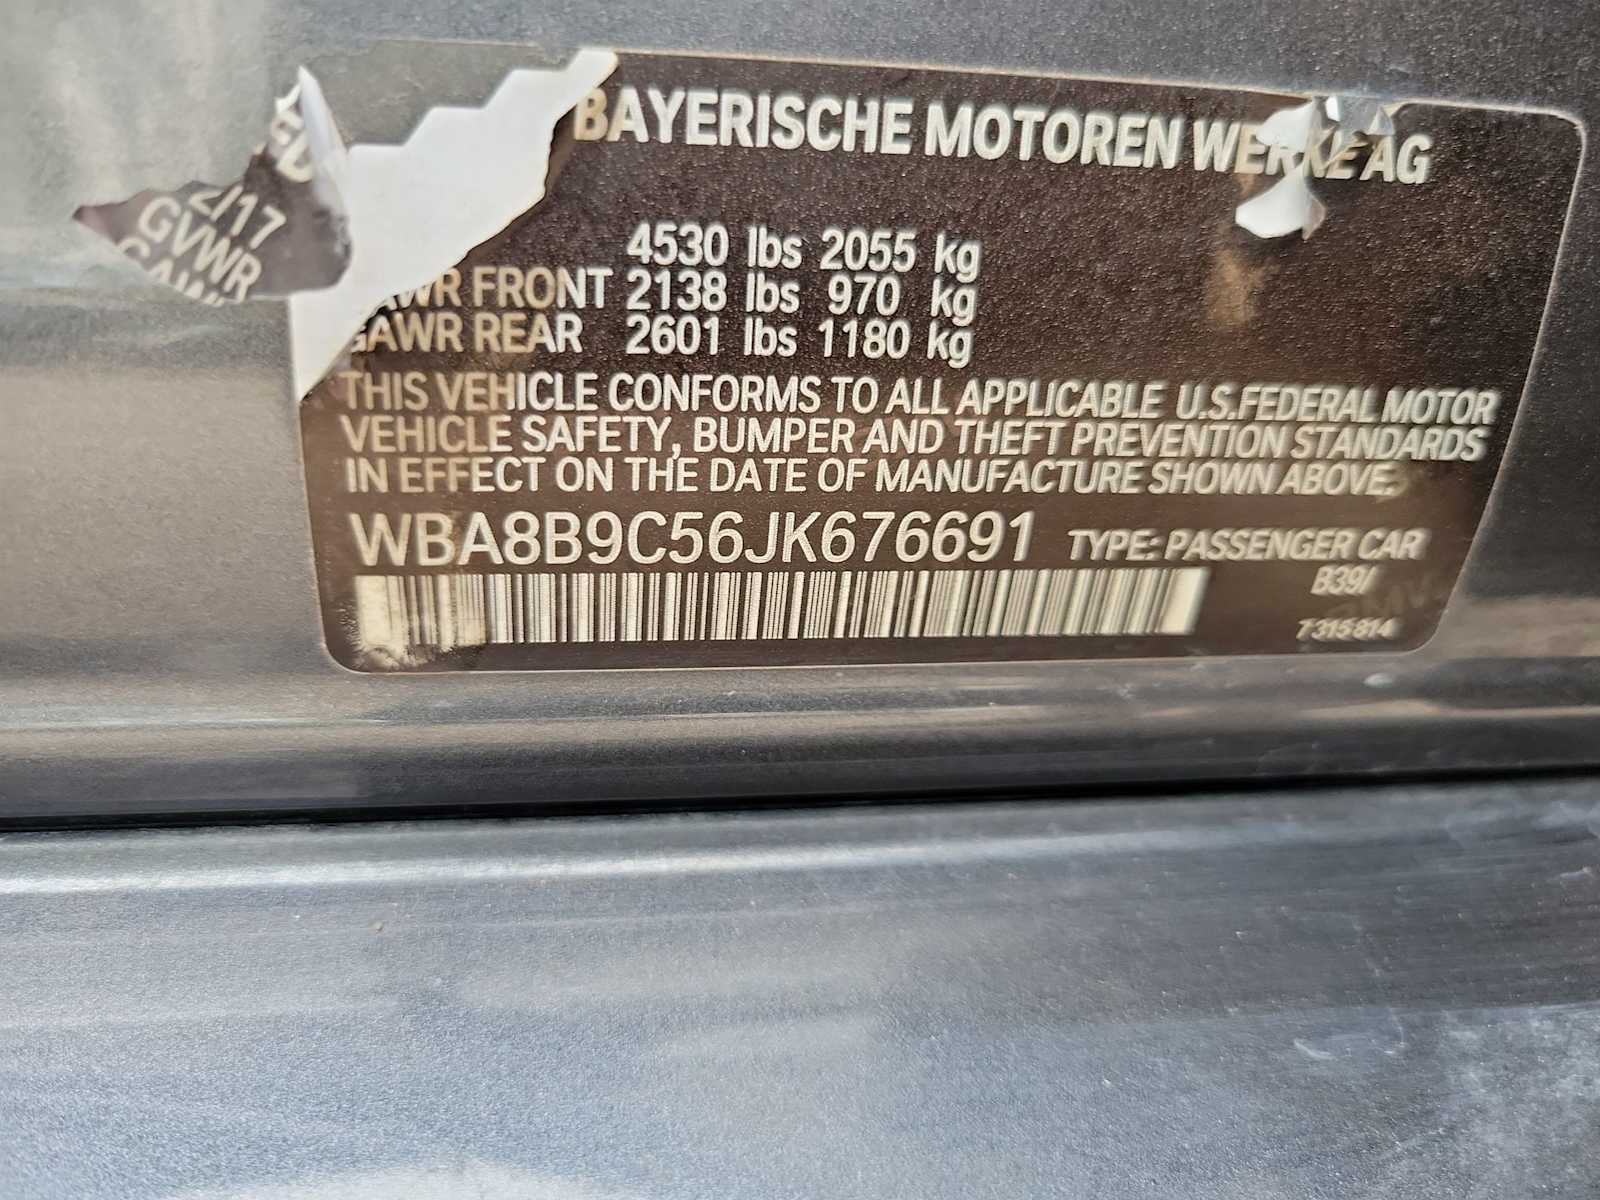 BAYERISCHE MOTOREN WERKE AG
2/17
GVWR
4530 lbs 2055 kg
GAWR FRONT 2138 lbs 970 kg
GAWR REAR 2601 lbs 1180 kg
THIS VEHICLE CONFORMS TO ALL APPLICABLE U.S.FEDERAL MOTOR
VEHICLE SAFETY, BUMPER AND THEFT PREVENTION STANDARDS
IN EFFECT ON THE DATE OF MANUFACTURE SHOWN ABOVE.
WBA8B9C56JK676691 TYPE: PASSENGER CAR
B39/
7315814